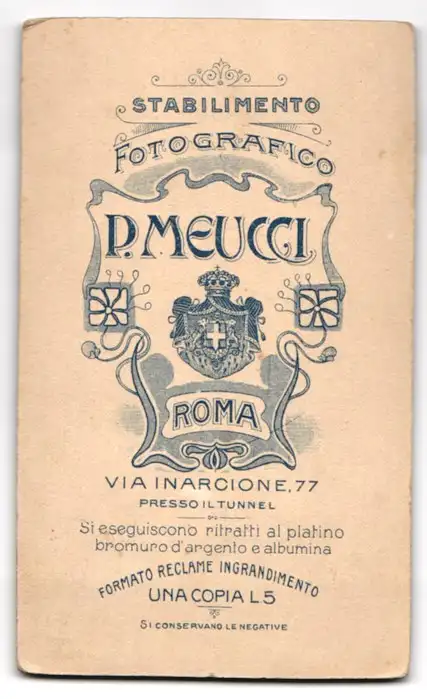 STABILIMENTO
FOTOGRAFICO
P. MEUCCI
ROMA
VIA INARCIONE, 77
PRESSO IL TUNNEL
Si eseguiscono ritratti al platino
bromuro d'argento e albumina
FORMATO RECLAME INGRANDIMENTO
UNA COPIA L.5
SI CONSERVANO LE NEGATIVE